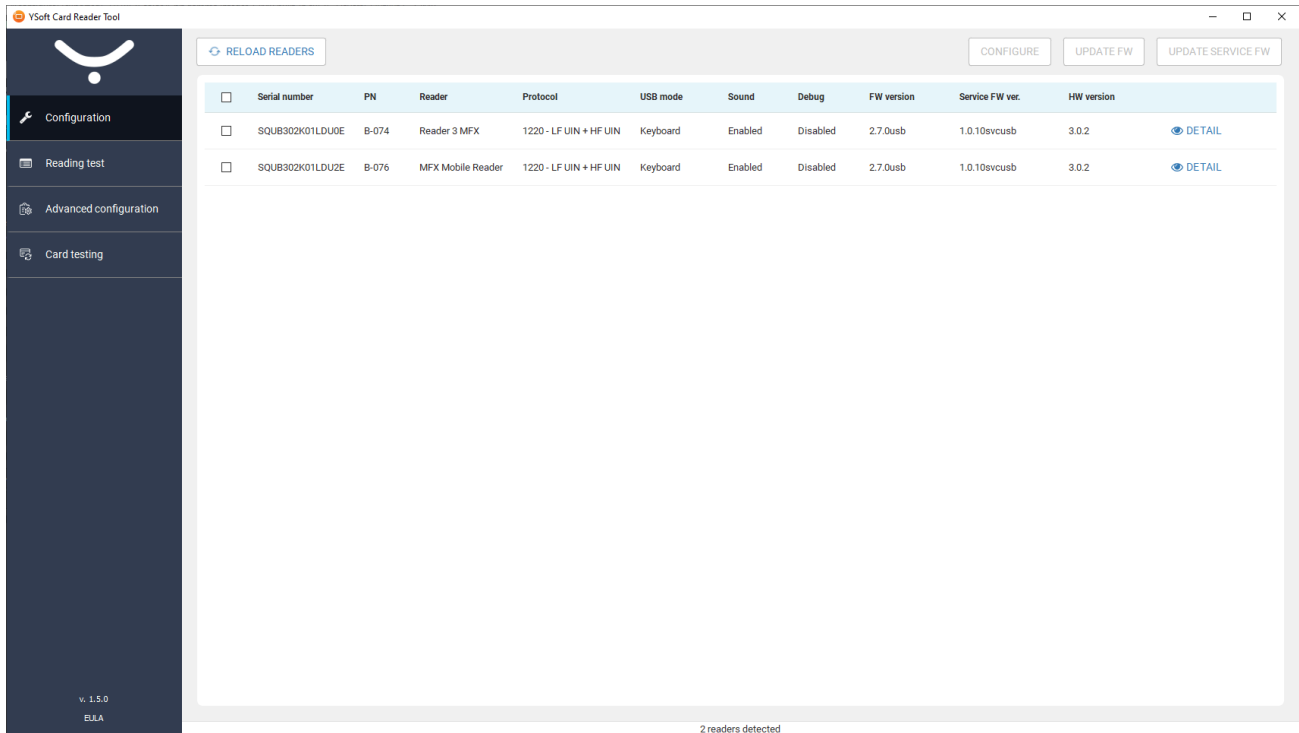 YSoft Card Reader Tool
RELOAD READERS
CONFIGURE
UPDATE FW
UPDATE SERVICE FW
Configuration
Reading test
Advanced configuration
Card testing
Serial number PN Reader Protocol USB mode Sound Debug FW version Service FW ver. HW version
SQUB302K01LDU0E B-074 Reader 3 MFX 1220 - LF UIN + HF UIN Keyboard Enabled Disabled 2.7.0usb 1.0.10svcusb 3.0.2 DETAIL
SQUB302K01LDU2E B-076 MFX Mobile Reader 1220 - LF UIN + HF UIN Keyboard Enabled Disabled 2.7.0usb 1.0.10svcusb 3.0.2 DETAIL
v. 1.5.0
EULA
2 readers detected